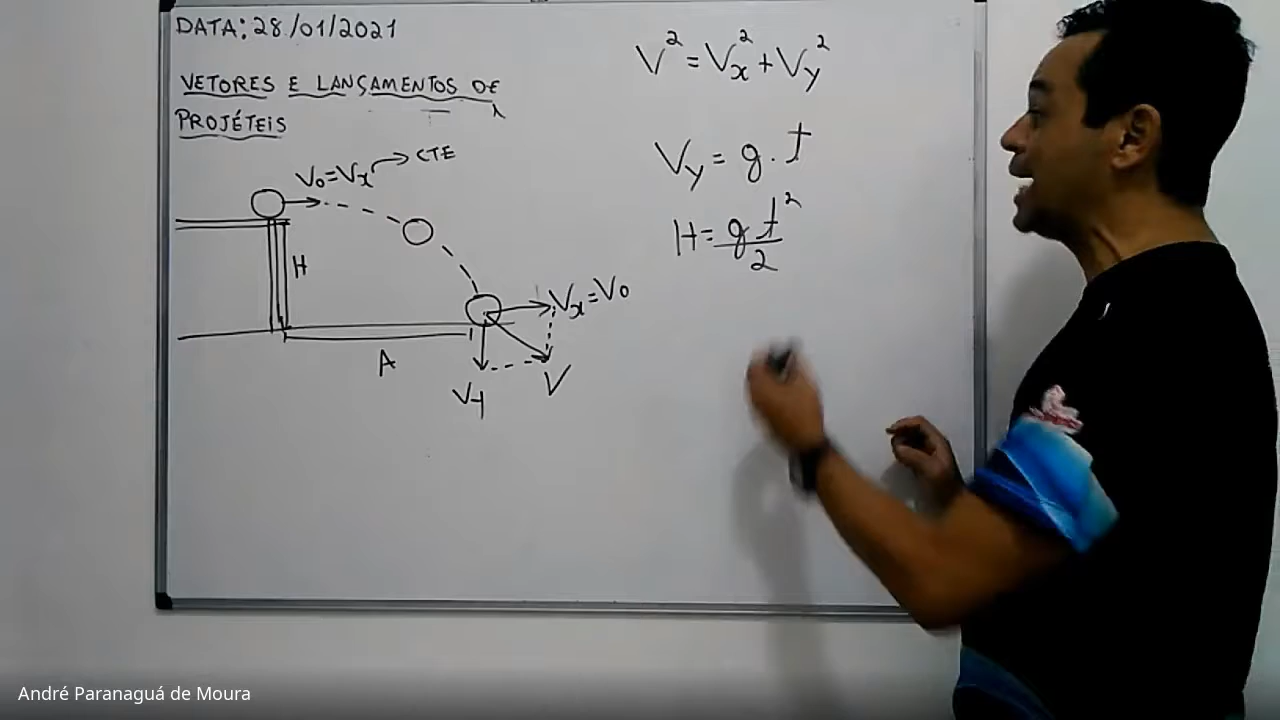 DATA: 28/01/2021
VETORES E LANÇAMENTOS DE
PROJÉTEIS
V0=Vx → CTE
H
A
Vx=V0
V
Vy
V²=Vx²+Vy²
Vy=g.t
H=gt²/2
André Paranaguá de Moura